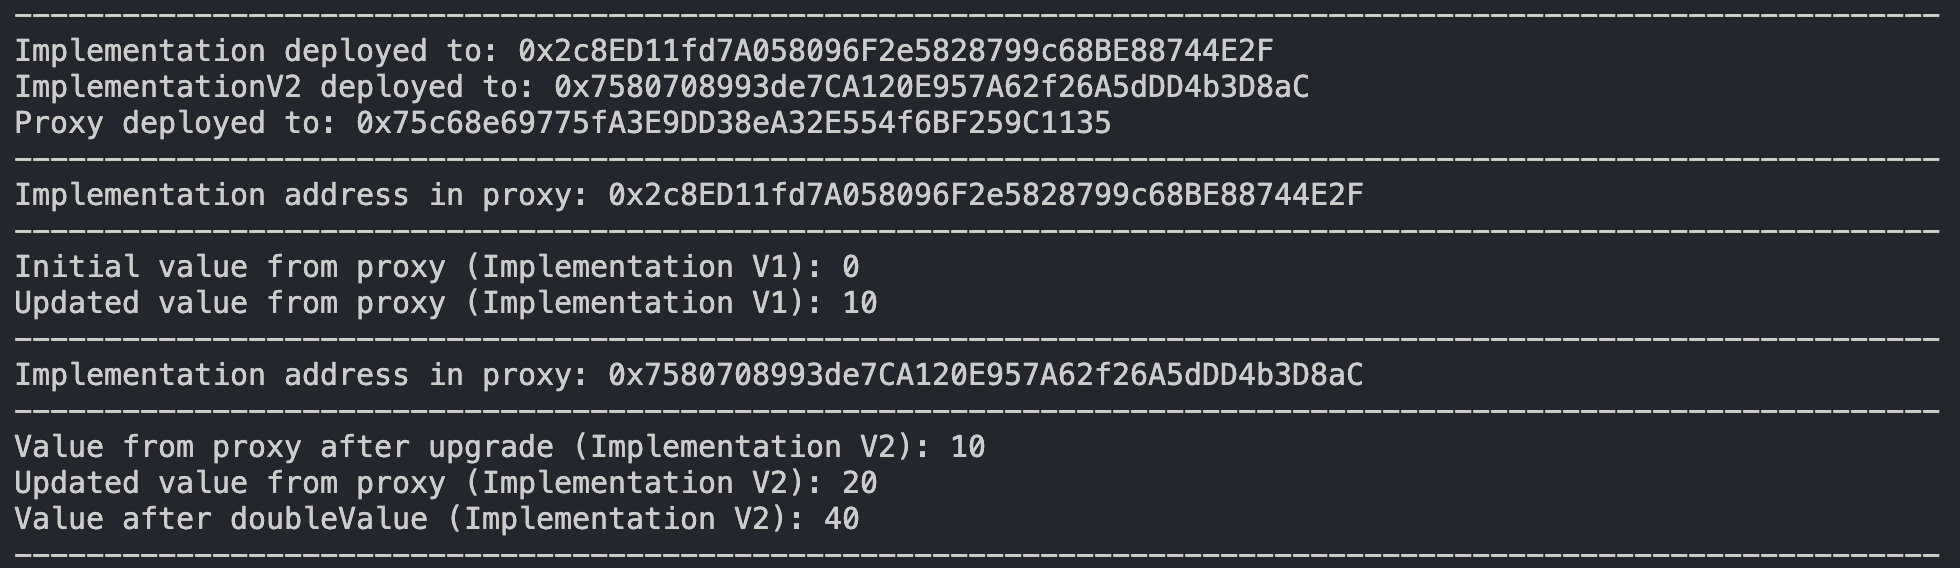 --------------------------------------------------------------------------------------------------------------
Implementation deployed to: 0x2c8ED11fd7A058096F2e5828799c68BE88744E2F
ImplementationV2 deployed to: 0x7580708993de7CA120E957A62f26A5dDD4b3D8aC
Proxy deployed to: 0x75c68e69775fA3E9DD38eA32E554f6BF259C1135
--------------------------------------------------------------------------------------------------------------
Implementation address in proxy: 0x2c8ED11fd7A058096F2e5828799c68BE88744E2F
--------------------------------------------------------------------------------------------------------------
Initial value from proxy (Implementation V1): 0
Updated value from proxy (Implementation V1): 10
--------------------------------------------------------------------------------------------------------------
Implementation address in proxy: 0x7580708993de7CA120E957A62f26A5dDD4b3D8aC
--------------------------------------------------------------------------------------------------------------
Value from proxy after upgrade (Implementation V2): 10
Updated value from proxy (Implementation V2): 20
Value after doubleValue (Implementation V2): 40
--------------------------------------------------------------------------------------------------------------